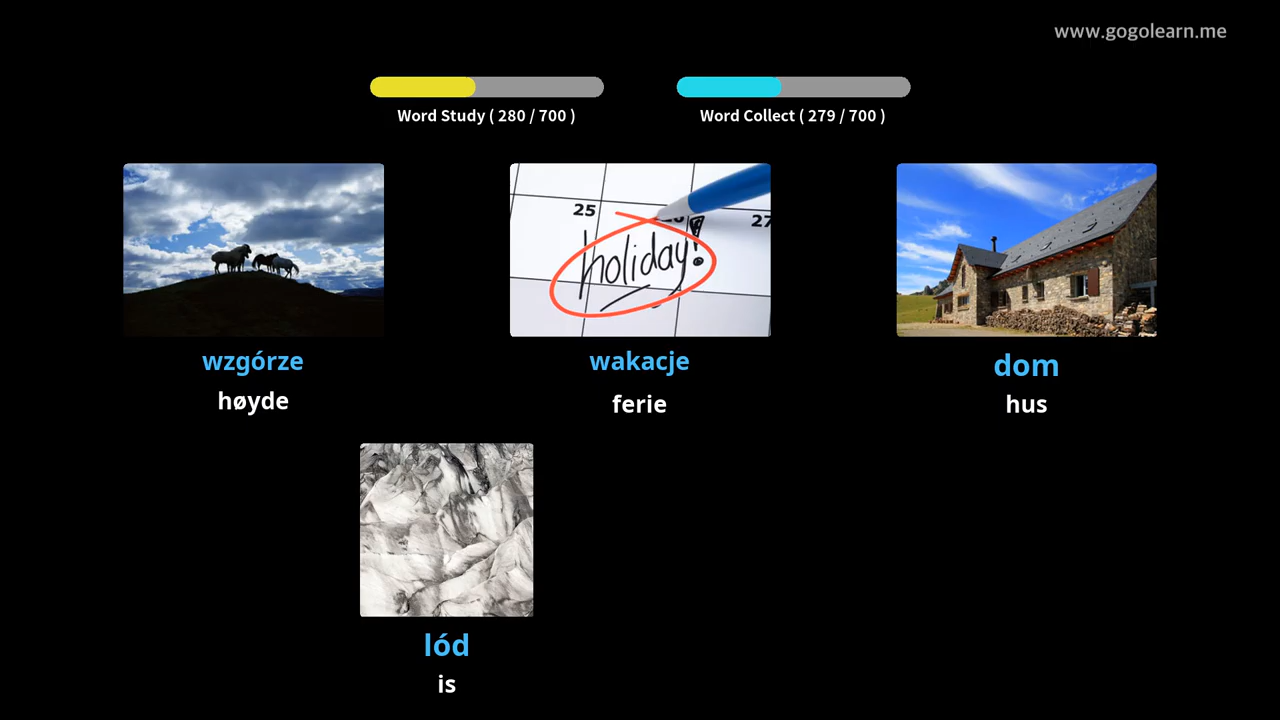 www.gogolearn.me
Word Study ( 280 / 700 )
Word Collect ( 279 / 700 )
25
27
holiday!
wzgórze
wakacje
dom
høyde
ferie
hus
lód
is